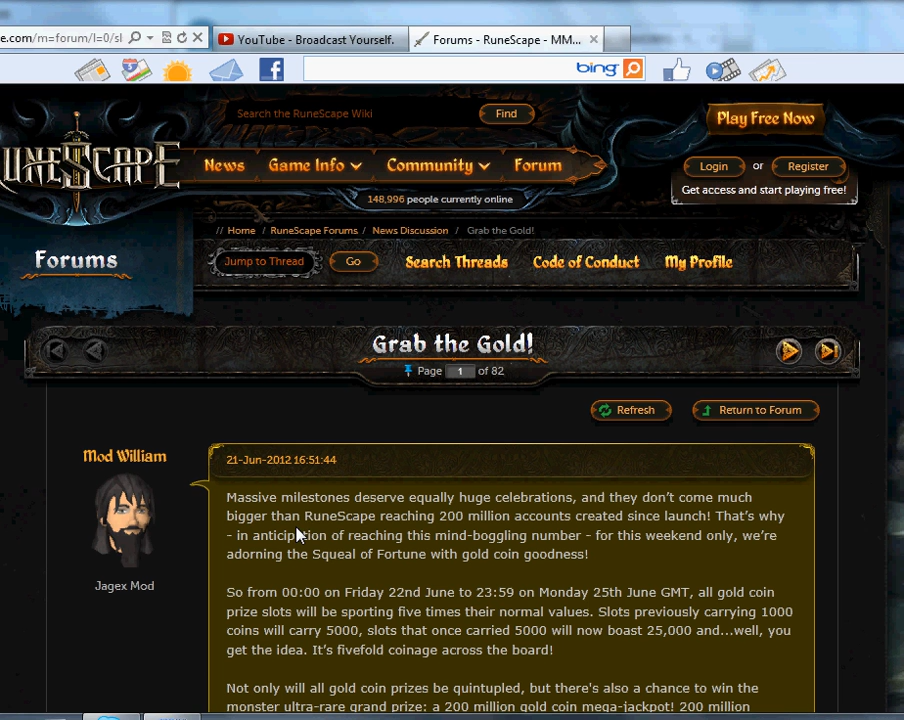 e.com/m=forum/l=0/sl
YouTube - Broadcast Yourself.
Forums - RuneScape - MM...
bing
Search the RuneScape Wiki
Find
Play Free Now
RUNESCAPE
News
Game Info
Community
Forum
Login or Register
Get access and start playing free!
148,996 people currently online
// Home / RuneScape Forums / News Discussion / Grab the Gold!
Forums
Jump to Thread
Go
Search Threads
Code of Conduct
My Profile
Grab the Gold!
Page 1 of 82
Refresh
Return to Forum
Mod William
Jagex Mod
21-Jun-2012 16:51:44
Massive milestones deserve equally huge celebrations, and they don't come much
bigger than RuneScape reaching 200 million accounts created since launch! That's why
- in anticipation of reaching this mind-boggling number - for this weekend only, we're
adorning the Squeal of Fortune with gold coin goodness!
So from 00:00 on Friday 22nd June to 23:59 on Monday 25th June GMT, all gold coin
prize slots will be sporting five times their normal values. Slots previously carrying 1000
coins will carry 5000, slots that once carried 5000 will now boast 25,000 and...well, you
get the idea. It's fivefold coinage across the board!
Not only will all gold coin prizes be quintupled, but there's also a chance to win the
monster ultra-rare grand prize: a 200 million gold coin mega-jackpot! 200 million